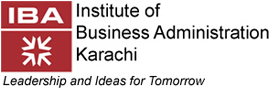 IBA
Institute of
Business Administration
Karachi
Leadership and Ideas for Tomorrow